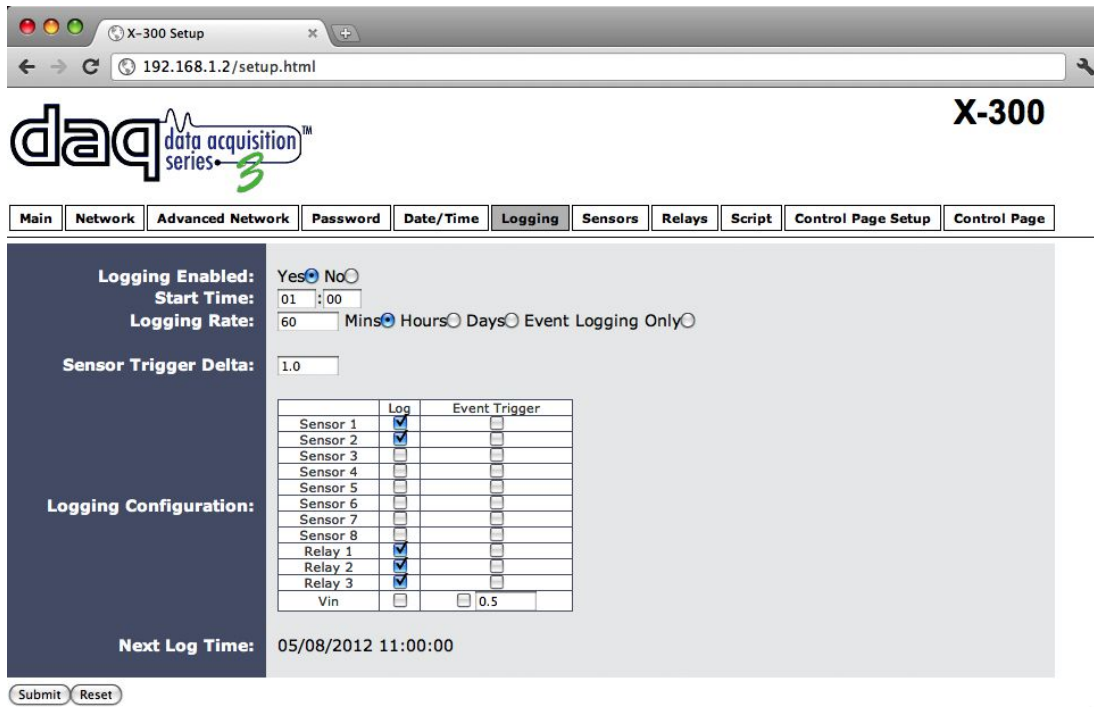 X-300 Setup
192.168.1.2/setup.html
daq data acquisition series 3 TM
X-300
Main Network Advanced Network Password Date/Time Logging Sensors Relays Script Control Page Setup Control Page
Logging Enabled: Yes No
Start Time: 01 : 00
Logging Rate: 60 Mins Hours Days Event Logging Only
Sensor Trigger Delta: 1.0
Logging Configuration:
Log Event Trigger
Sensor 1
Sensor 2
Sensor 3
Sensor 4
Sensor 5
Sensor 6
Sensor 7
Sensor 8
Relay 1
Relay 2
Relay 3
Vin 0.5
Next Log Time: 05/08/2012 11:00:00
Submit Reset